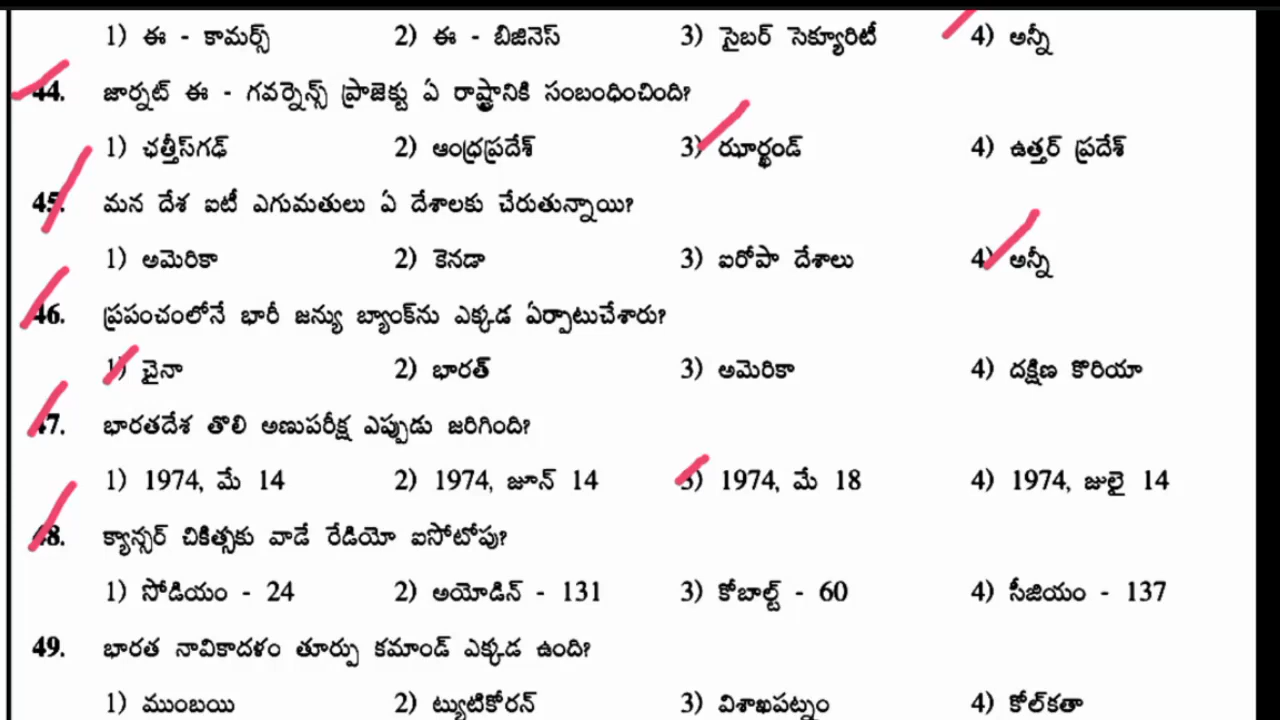 1) ఈ - కామర్స్ 2) ఈ - బిజినెస్ 3) సైబర్ సెక్యూరిటీ 4) అన్నీ
44. జార్నట్ ఈ - గవర్నెన్స్ ప్రాజెక్టు ఏ రాష్ట్రానికి సంబంధించింది?
1) ఛత్తీస్‌గఢ్ 2) ఆంధ్రప్రదేశ్ 3) ఝార్ఖండ్ 4) ఉత్తర్ ప్రదేశ్
45. మన దేశ ఐటీ ఎగుమతులు ఏ దేశాలకు చేరుతున్నాయి?
1) అమెరికా 2) కెనడా 3) ఐరోపా దేశాలు 4) అన్నీ
46. ప్రపంచంలోనే భారీ జన్యు బ్యాంక్‌ను ఎక్కడ ఏర్పాటుచేశారు?
1) చైనా 2) భారత్ 3) అమెరికా 4) దక్షిణ కొరియా
47. భారతదేశ తొలి అణుపరీక్ష ఎప్పుడు జరిగింది?
1) 1974, మే 14 2) 1974, జూన్ 14 3) 1974, మే 18 4) 1974, జులై 14
48. క్యాన్సర్ చికిత్సకు వాడే రేడియో ఐసోటోపు?
1) సోడియం - 24 2) అయోడిన్ - 131 3) కోబాల్ట్ - 60 4) సీజియం - 137
49. భారత నావికాదళం తూర్పు కమాండ్ ఎక్కడ ఉంది?
1) ముంబయి 2) ట్యుటికోరన్ 3) విశాఖపట్నం 4) కోల్‌కతా